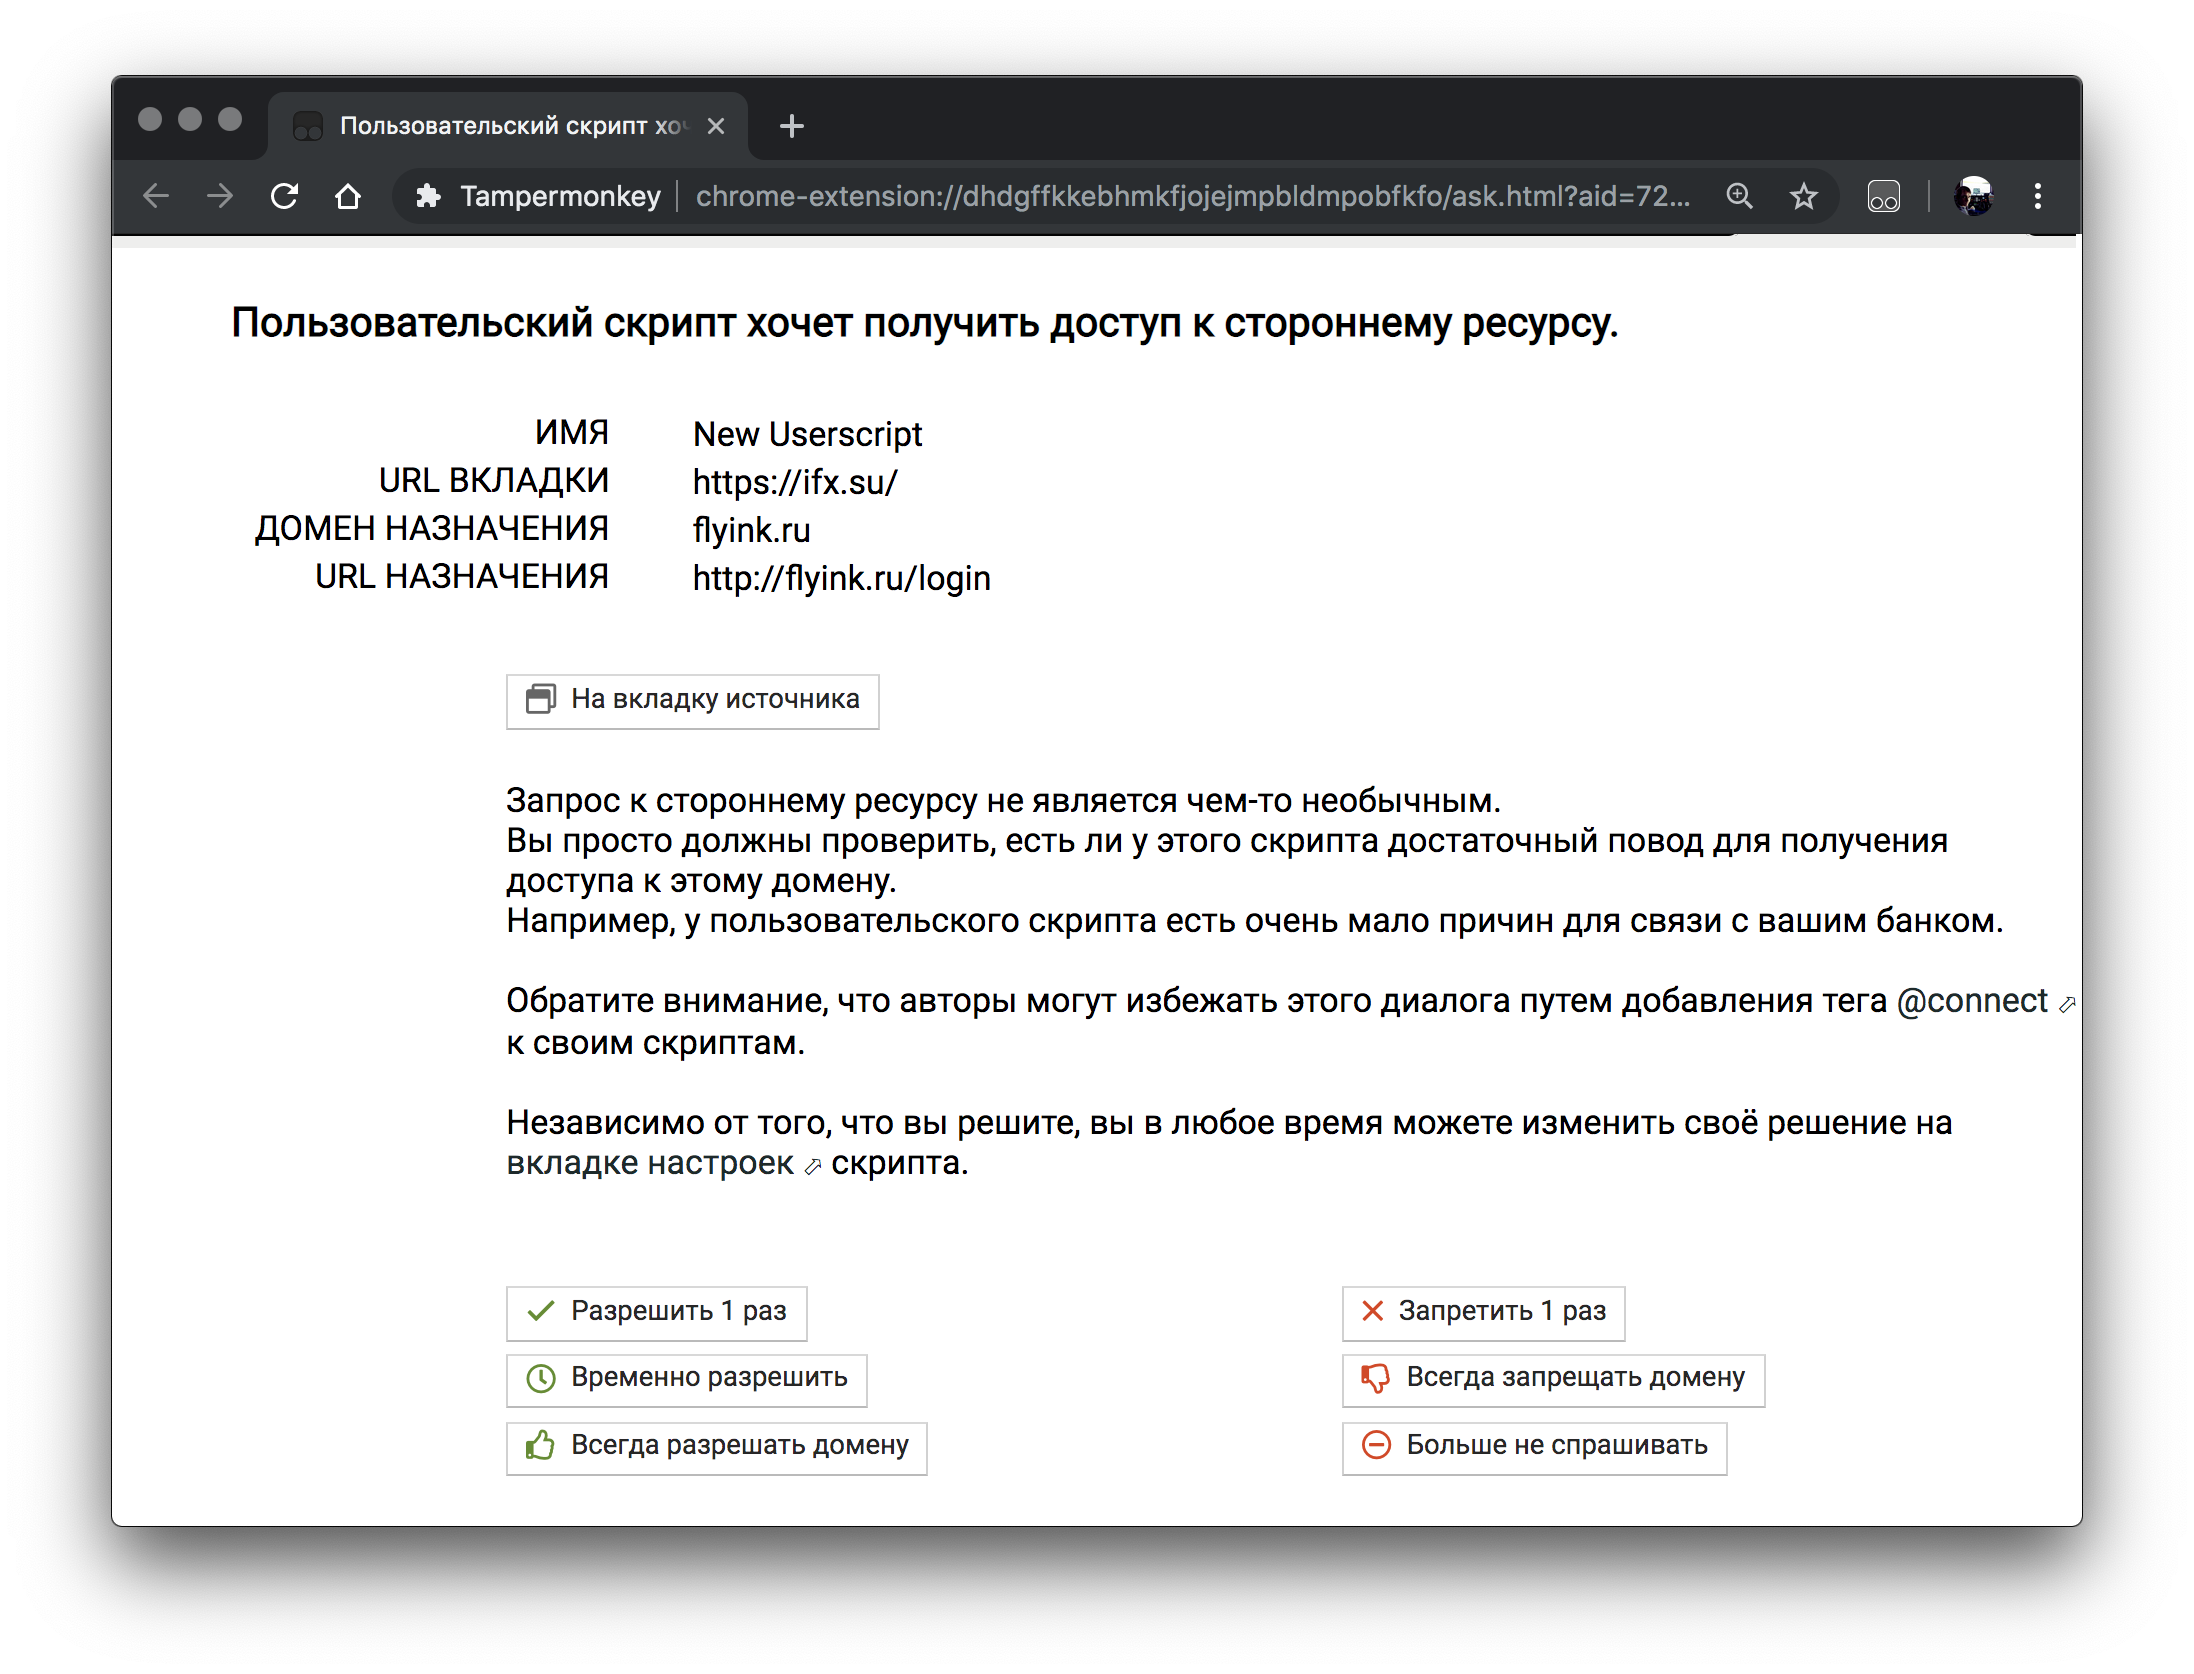 Пользовательский скрипт хоч
Tampermonkey
chrome-extension://dhdgffkkebhmkfjojejmpbldmpobfkfo/ask.html?aid=72...
Пользовательский скрипт хочет получить доступ к стороннему ресурсу.
ИМЯ New Userscript
URL ВКЛАДКИ https://ifx.su/
ДОМЕН НАЗНАЧЕНИЯ flyink.ru
URL НАЗНАЧЕНИЯ http://flyink.ru/login
На вкладку источника
Запрос к стороннему ресурсу не является чем-то необычным.
Вы просто должны проверить, есть ли у этого скрипта достаточный повод для получения
доступа к этому домену.
Например, у пользовательского скрипта есть очень мало причин для связи с вашим банком.
Обратите внимание, что авторы могут избежать этого диалога путем добавления тега @connect
к своим скриптам.
Независимо от того, что вы решите, вы в любое время можете изменить своё решение на
вкладке настроек скрипта.
Разрешить 1 раз
Запретить 1 раз
Временно разрешить
Всегда запрещать домену
Всегда разрешать домену
Больше не спрашивать